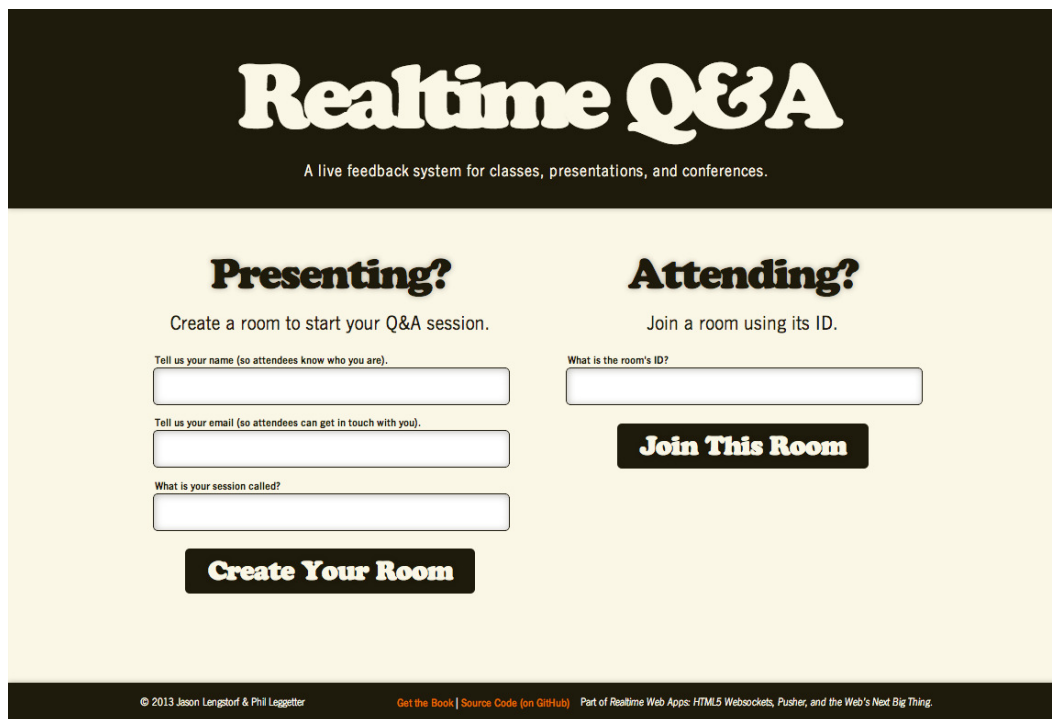 Realtime Q&A
A live feedback system for classes, presentations, and conferences.
Presenting?
Create a room to start your Q&A session.
Tell us your name (so attendees know who you are).
Tell us your email (so attendees can get in touch with you).
What is your session called?
Create Your Room
Attending?
Join a room using its ID.
What is the room's ID?
Join This Room
© 2013 Jason Lengstorf & Phil Leggetter
Get the Book | Source Code (on GitHub)
Part of Realtime Web Apps: HTML5 Websockets, Pusher, and the Web's Next Big Thing.